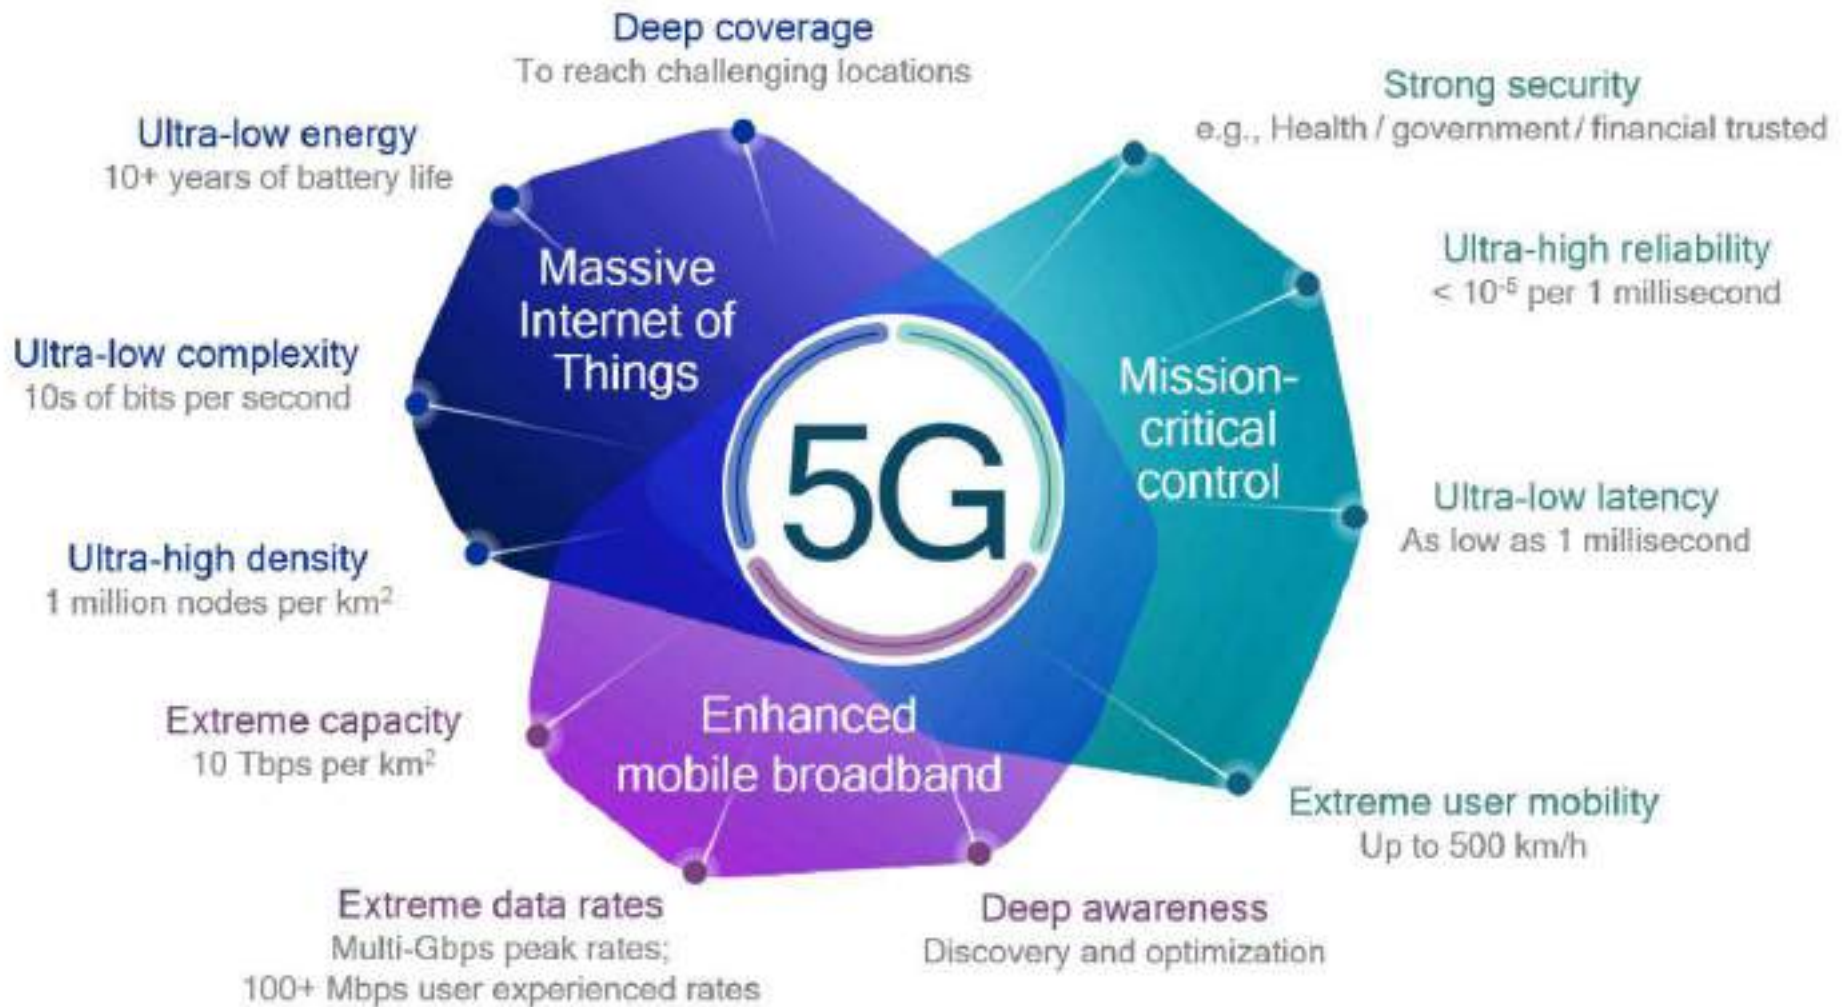 Deep coverage
To reach challenging locations
Strong security
e.g., Health / government / financial trusted
Ultra-low energy
10+ years of battery life
Ultra-high reliability
< 10⁻⁵ per 1 millisecond
Massive
Internet of
Things
Ultra-low complexity
10s of bits per second
Mission-
critical
control
5G
Ultra-low latency
As low as 1 millisecond
Ultra-high density
1 million nodes per km²
Extreme capacity
10 Tbps per km²
Enhanced
mobile broadband
Extreme user mobility
Up to 500 km/h
Extreme data rates
Multi-Gbps peak rates;
100+ Mbps user experienced rates
Deep awareness
Discovery and optimization